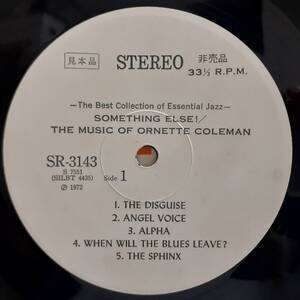 見本品 STEREO 非売品
33⅓ R.P.M.
—The Best Collection of Essential Jazz—
SOMETHING ELSE!/
THE MUSIC OF ORNETTE COLEMAN
SR-3143
S 7551
(SILBT 4435) Side 1
Ⓟ 1972
1. THE DISGUISE
2. ANGEL VOICE
3. ALPHA
4. WHEN WILL THE BLUES LEAVE?
5. THE SPHINX